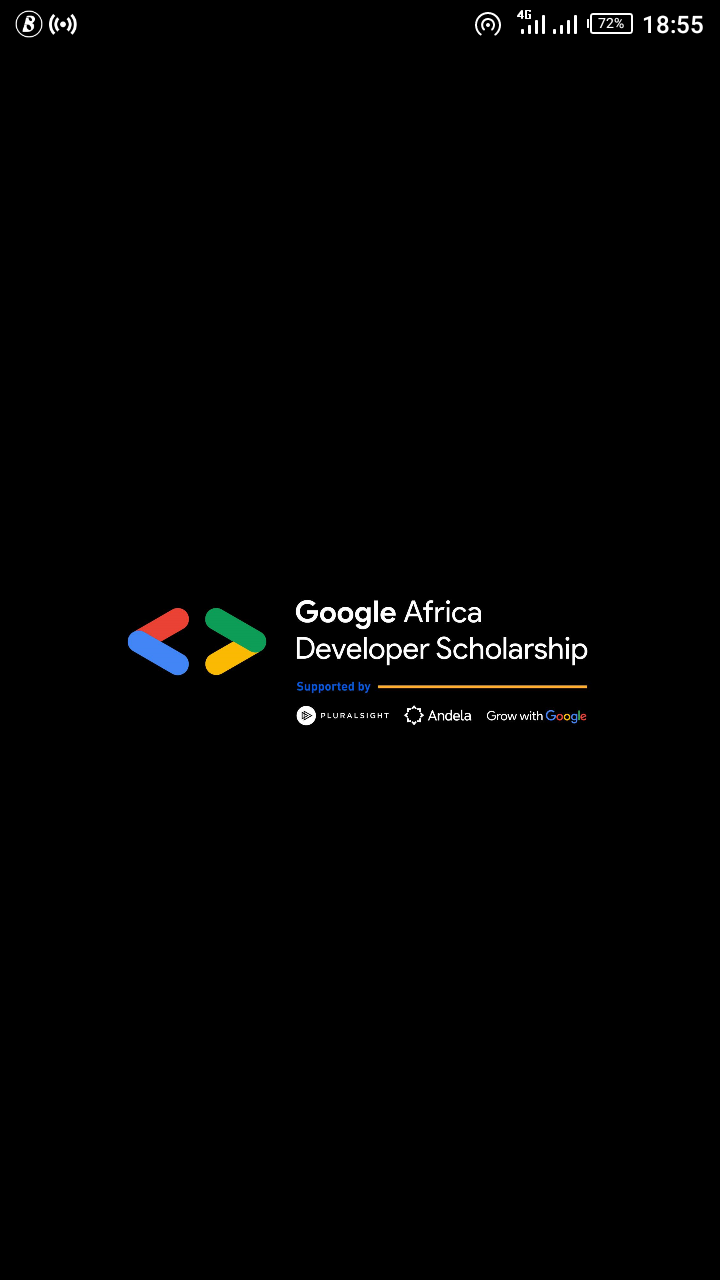 4G 72% 18:55
Google Africa
Developer Scholarship
Supported by
PLURALSIGHT Andela Grow with Google